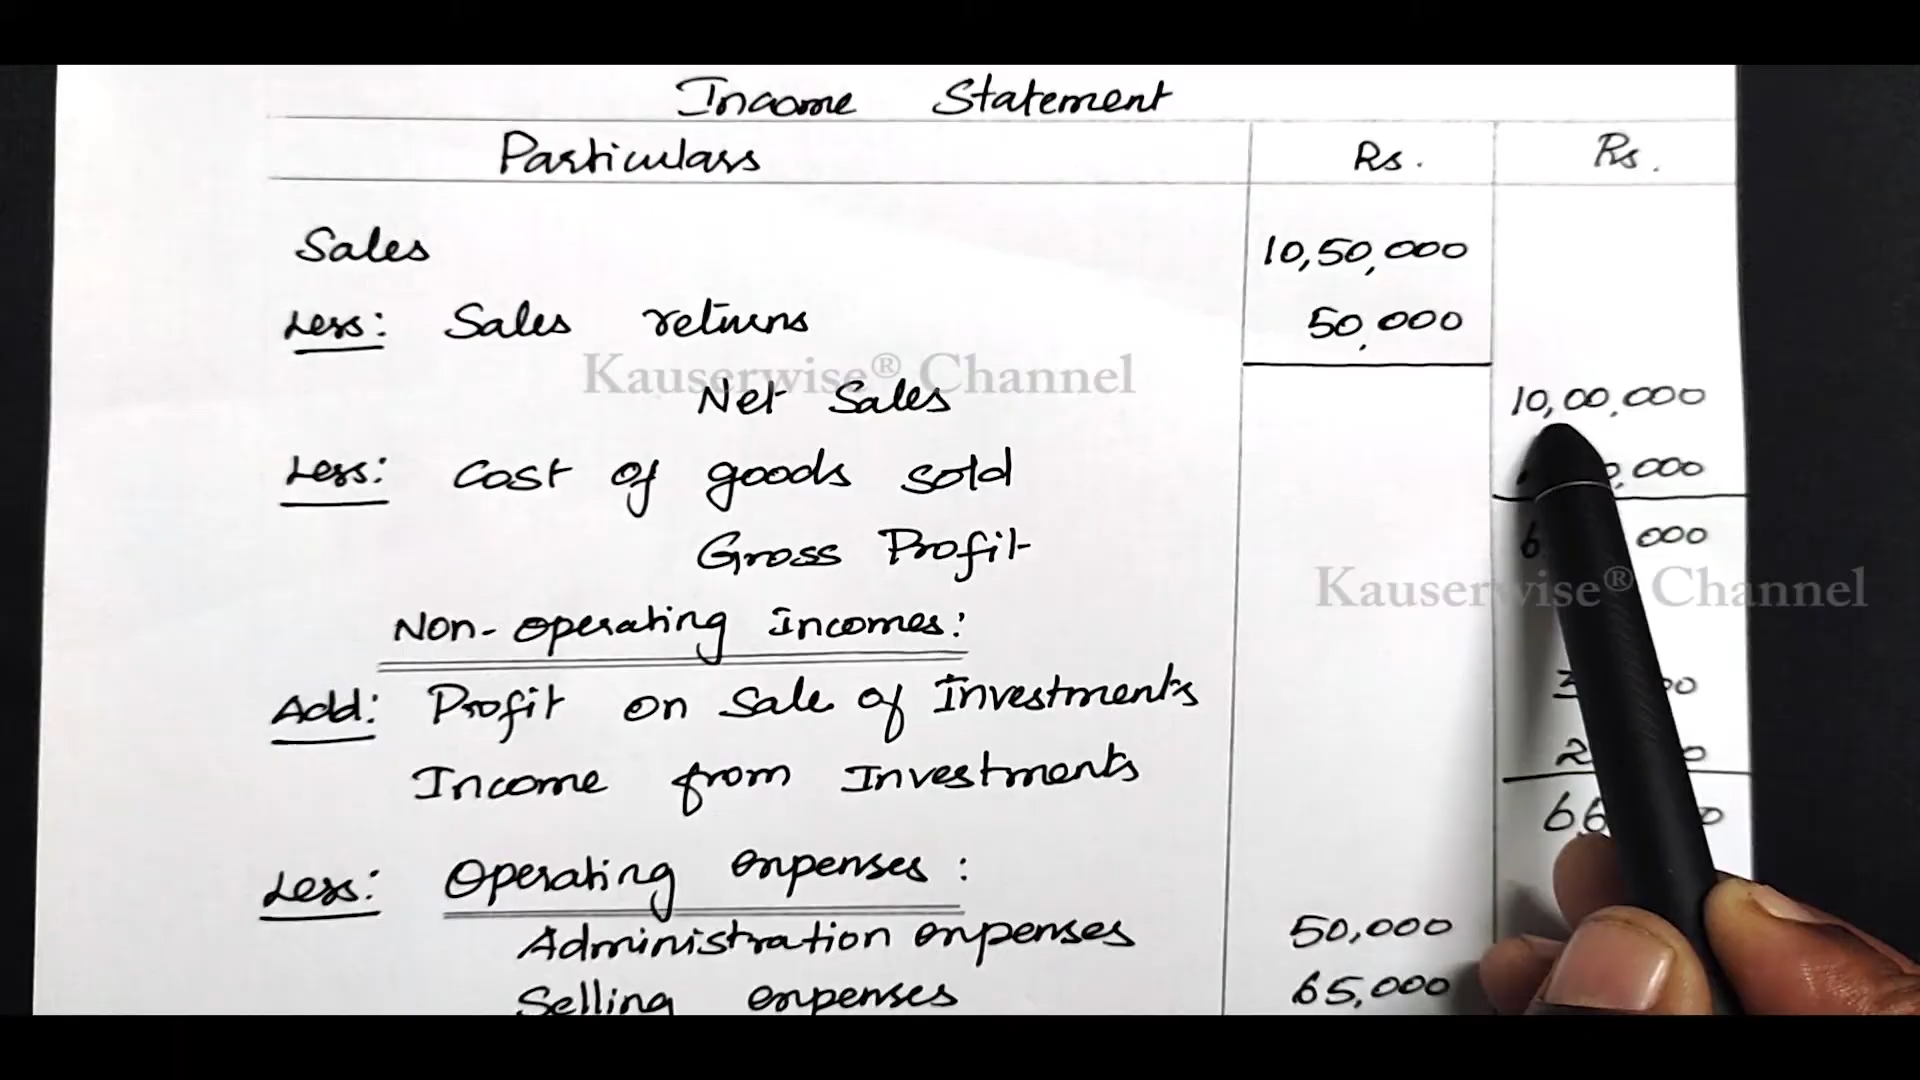 Income Statement
Particulars Rs. Rs.
Sales 10,50,000
Less: Sales returns 50,000
Kauserwise® Channel
Net Sales 10,00,000
Less: Cost of goods sold
Gross Profit
Kauserwise® Channel
Non-Operating Incomes:
Add: Profit on Sale of Investments
Income from Investments
Less: Operating expenses:
Administration expenses 50,000
Selling expenses 65,000